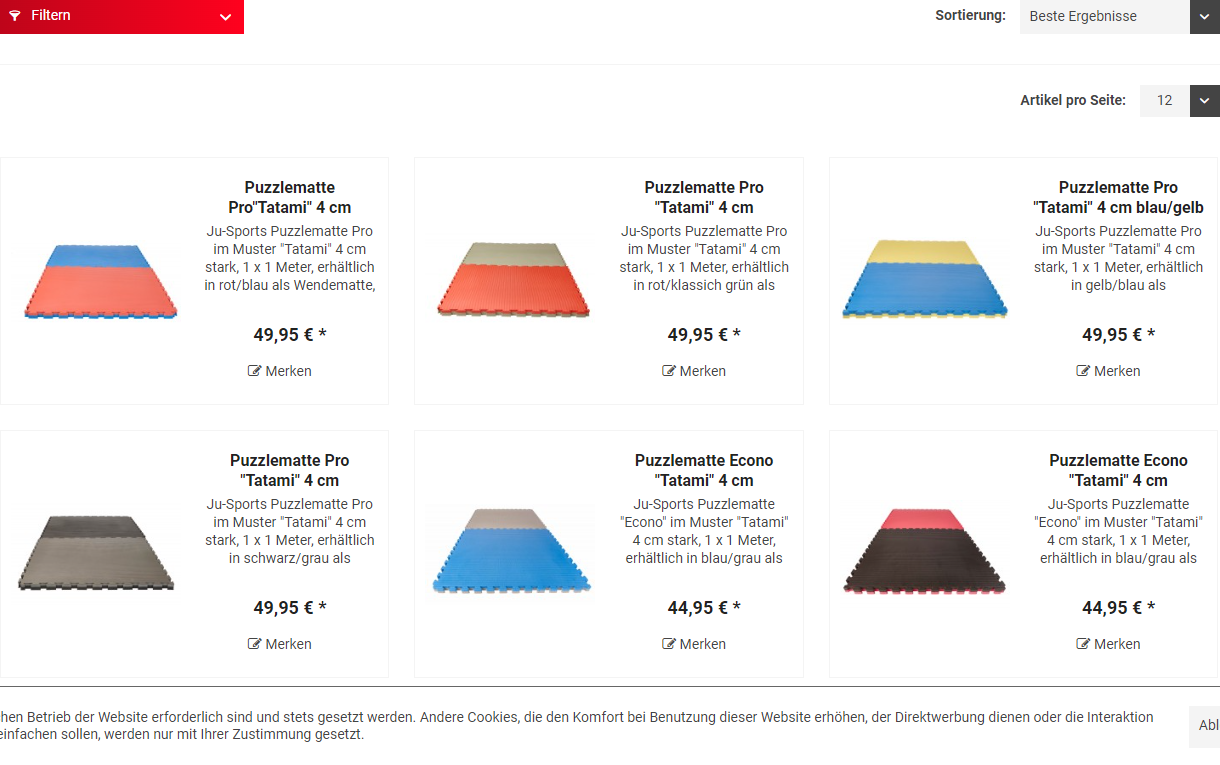 Filtern
Sortierung:
Beste Ergebnisse
Artikel pro Seite:
12
Puzzlematte
Pro"Tatami" 4 cm
Ju-Sports Puzzlematte Pro
im Muster "Tatami" 4 cm
stark, 1 x 1 Meter, erhältlich
in rot/blau als Wendematte,
49,95 € *
Merken
Puzzlematte Pro
"Tatami" 4 cm
Ju-Sports Puzzlematte Pro
im Muster "Tatami" 4 cm
stark, 1 x 1 Meter, erhältlich
in rot/klassich grün als
49,95 € *
Merken
Puzzlematte Pro
"Tatami" 4 cm blau/gelb
Ju-Sports Puzzlematte Pro
im Muster "Tatami" 4 cm
stark, 1 x 1 Meter, erhältlich
in gelb/blau als
49,95 € *
Merken
Puzzlematte Pro
"Tatami" 4 cm
Ju-Sports Puzzlematte Pro
im Muster "Tatami" 4 cm
stark, 1 x 1 Meter, erhältlich
in schwarz/grau als
49,95 € *
Merken
Puzzlematte Econo
"Tatami" 4 cm
Ju-Sports Puzzlematte
"Econo" im Muster "Tatami"
4 cm stark, 1 x 1 Meter,
erhältlich in blau/grau als
44,95 € *
Merken
Puzzlematte Econo
"Tatami" 4 cm
Ju-Sports Puzzlematte
"Econo" im Muster "Tatami"
4 cm stark, 1 x 1 Meter,
erhältlich in blau/grau als
44,95 € *
Merken
hen Betrieb der Website erforderlich sind und stets gesetzt werden. Andere Cookies, die den Komfort bei Benutzung dieser Website erhöhen, der Direktwerbung dienen oder die Interaktion
einfachen sollen, werden nur mit Ihrer Zustimmung gesetzt.
Abl